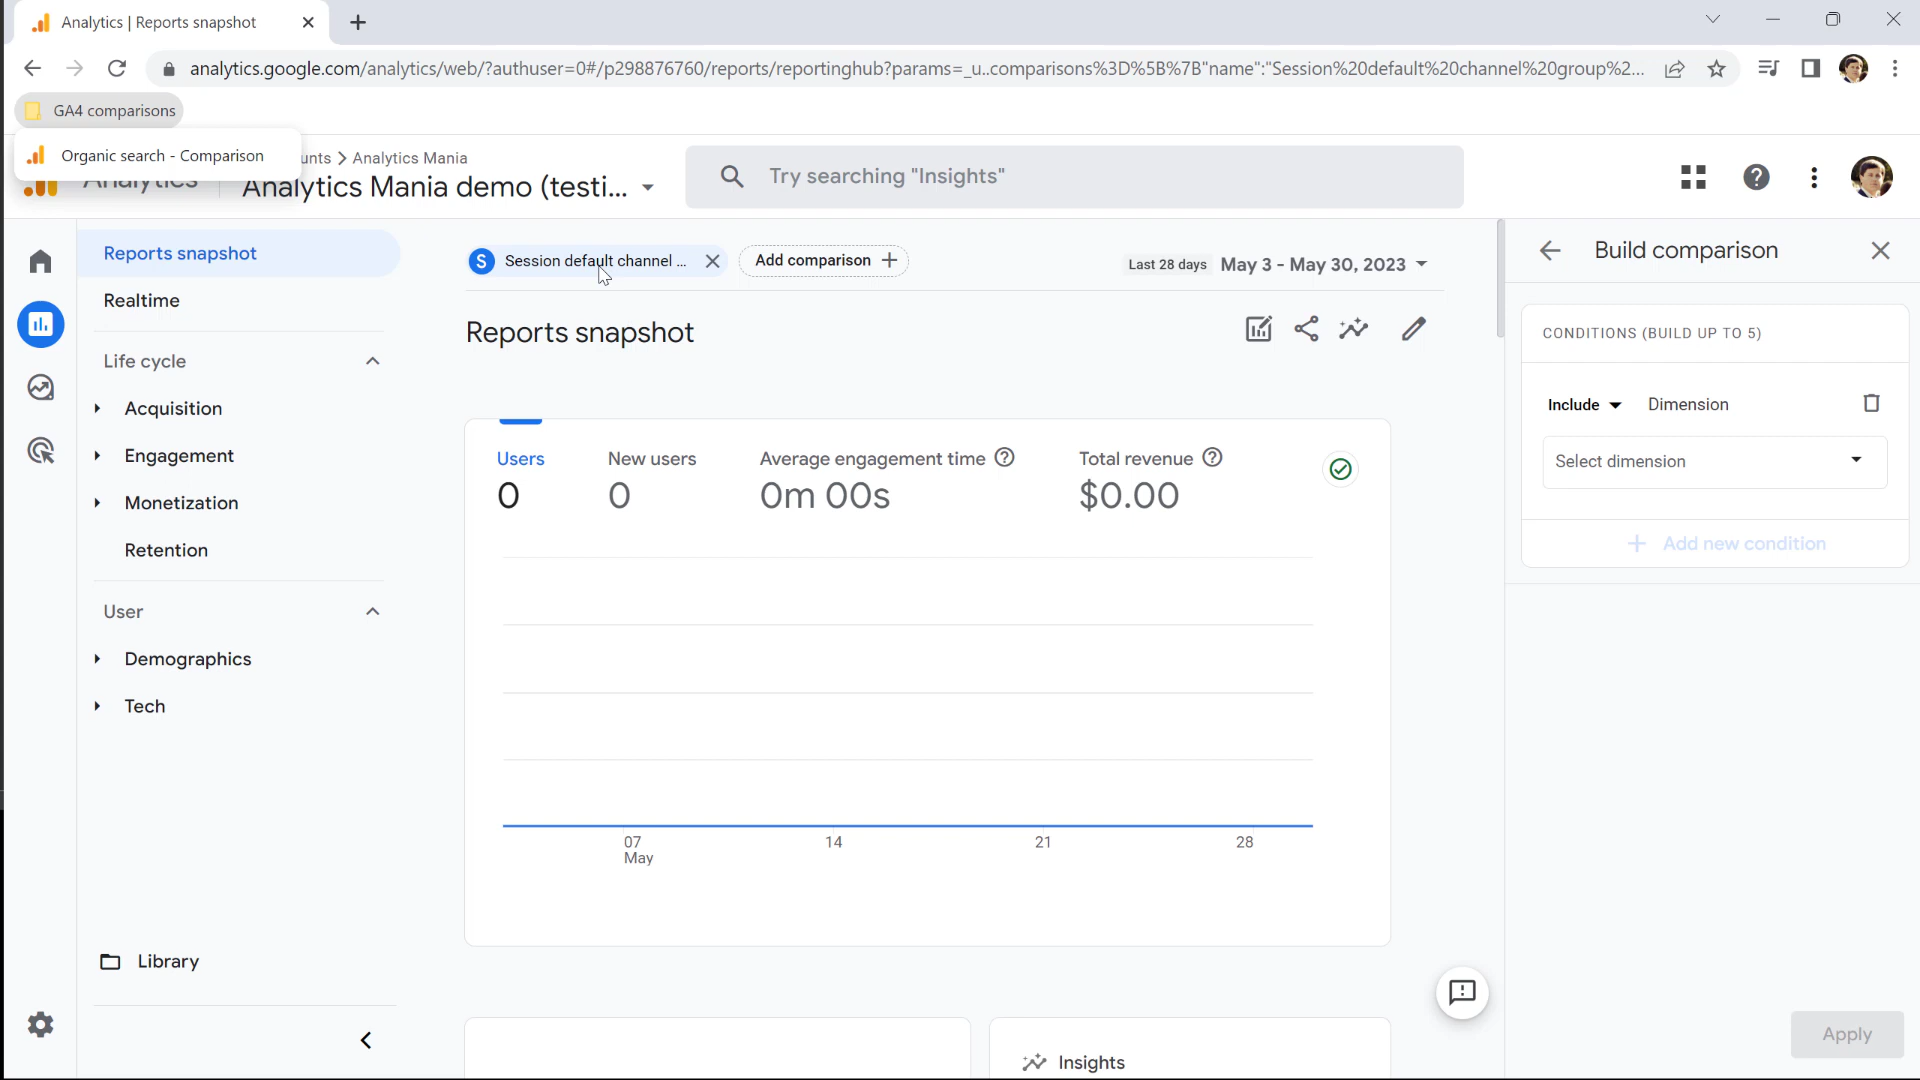 Analytics | Reports snapshot
analytics.google.com/analytics/web/?authuser=0#/p298876760/reports/reportinghub?params=_u..comparisons%3D%5B%7B"name":"Session%20default%20channel%20group%2...
GA4 comparisons
Organic search - Comparison
unts > Analytics Mania
Analytics
Analytics Mania demo (testi...
Try searching "Insights"
Reports snapshot
Realtime
Life cycle
Acquisition
Engagement
Monetization
Retention
User
Demographics
Tech
Library
S Session default channel ...
Add comparison +
Last 28 days May 3 - May 30, 2023
Reports snapshot
Users New users Average engagement time Total revenue
0 0 0m 00s $0.00
07 14 21 28
May
Insights
Build comparison
CONDITIONS (BUILD UP TO 5)
Include Dimension
Select dimension
+ Add new condition
Apply